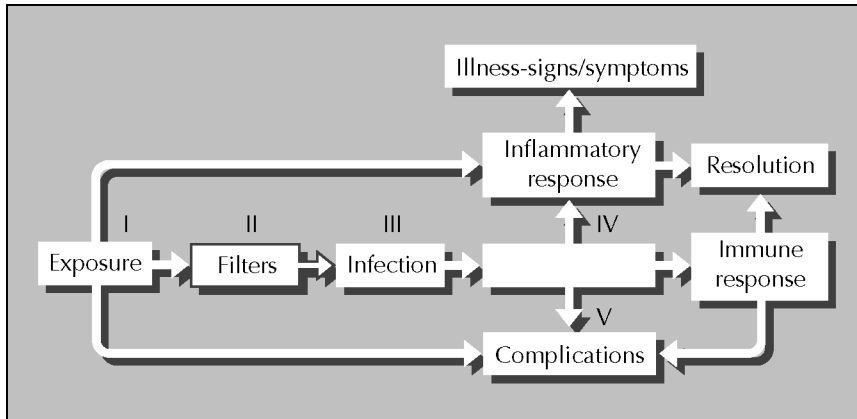 Illness-signs/symptoms
Inflammatory
response
Resolution
I
II
III
IV
Exposure
Filters
Infection
Immune
response
V
Complications